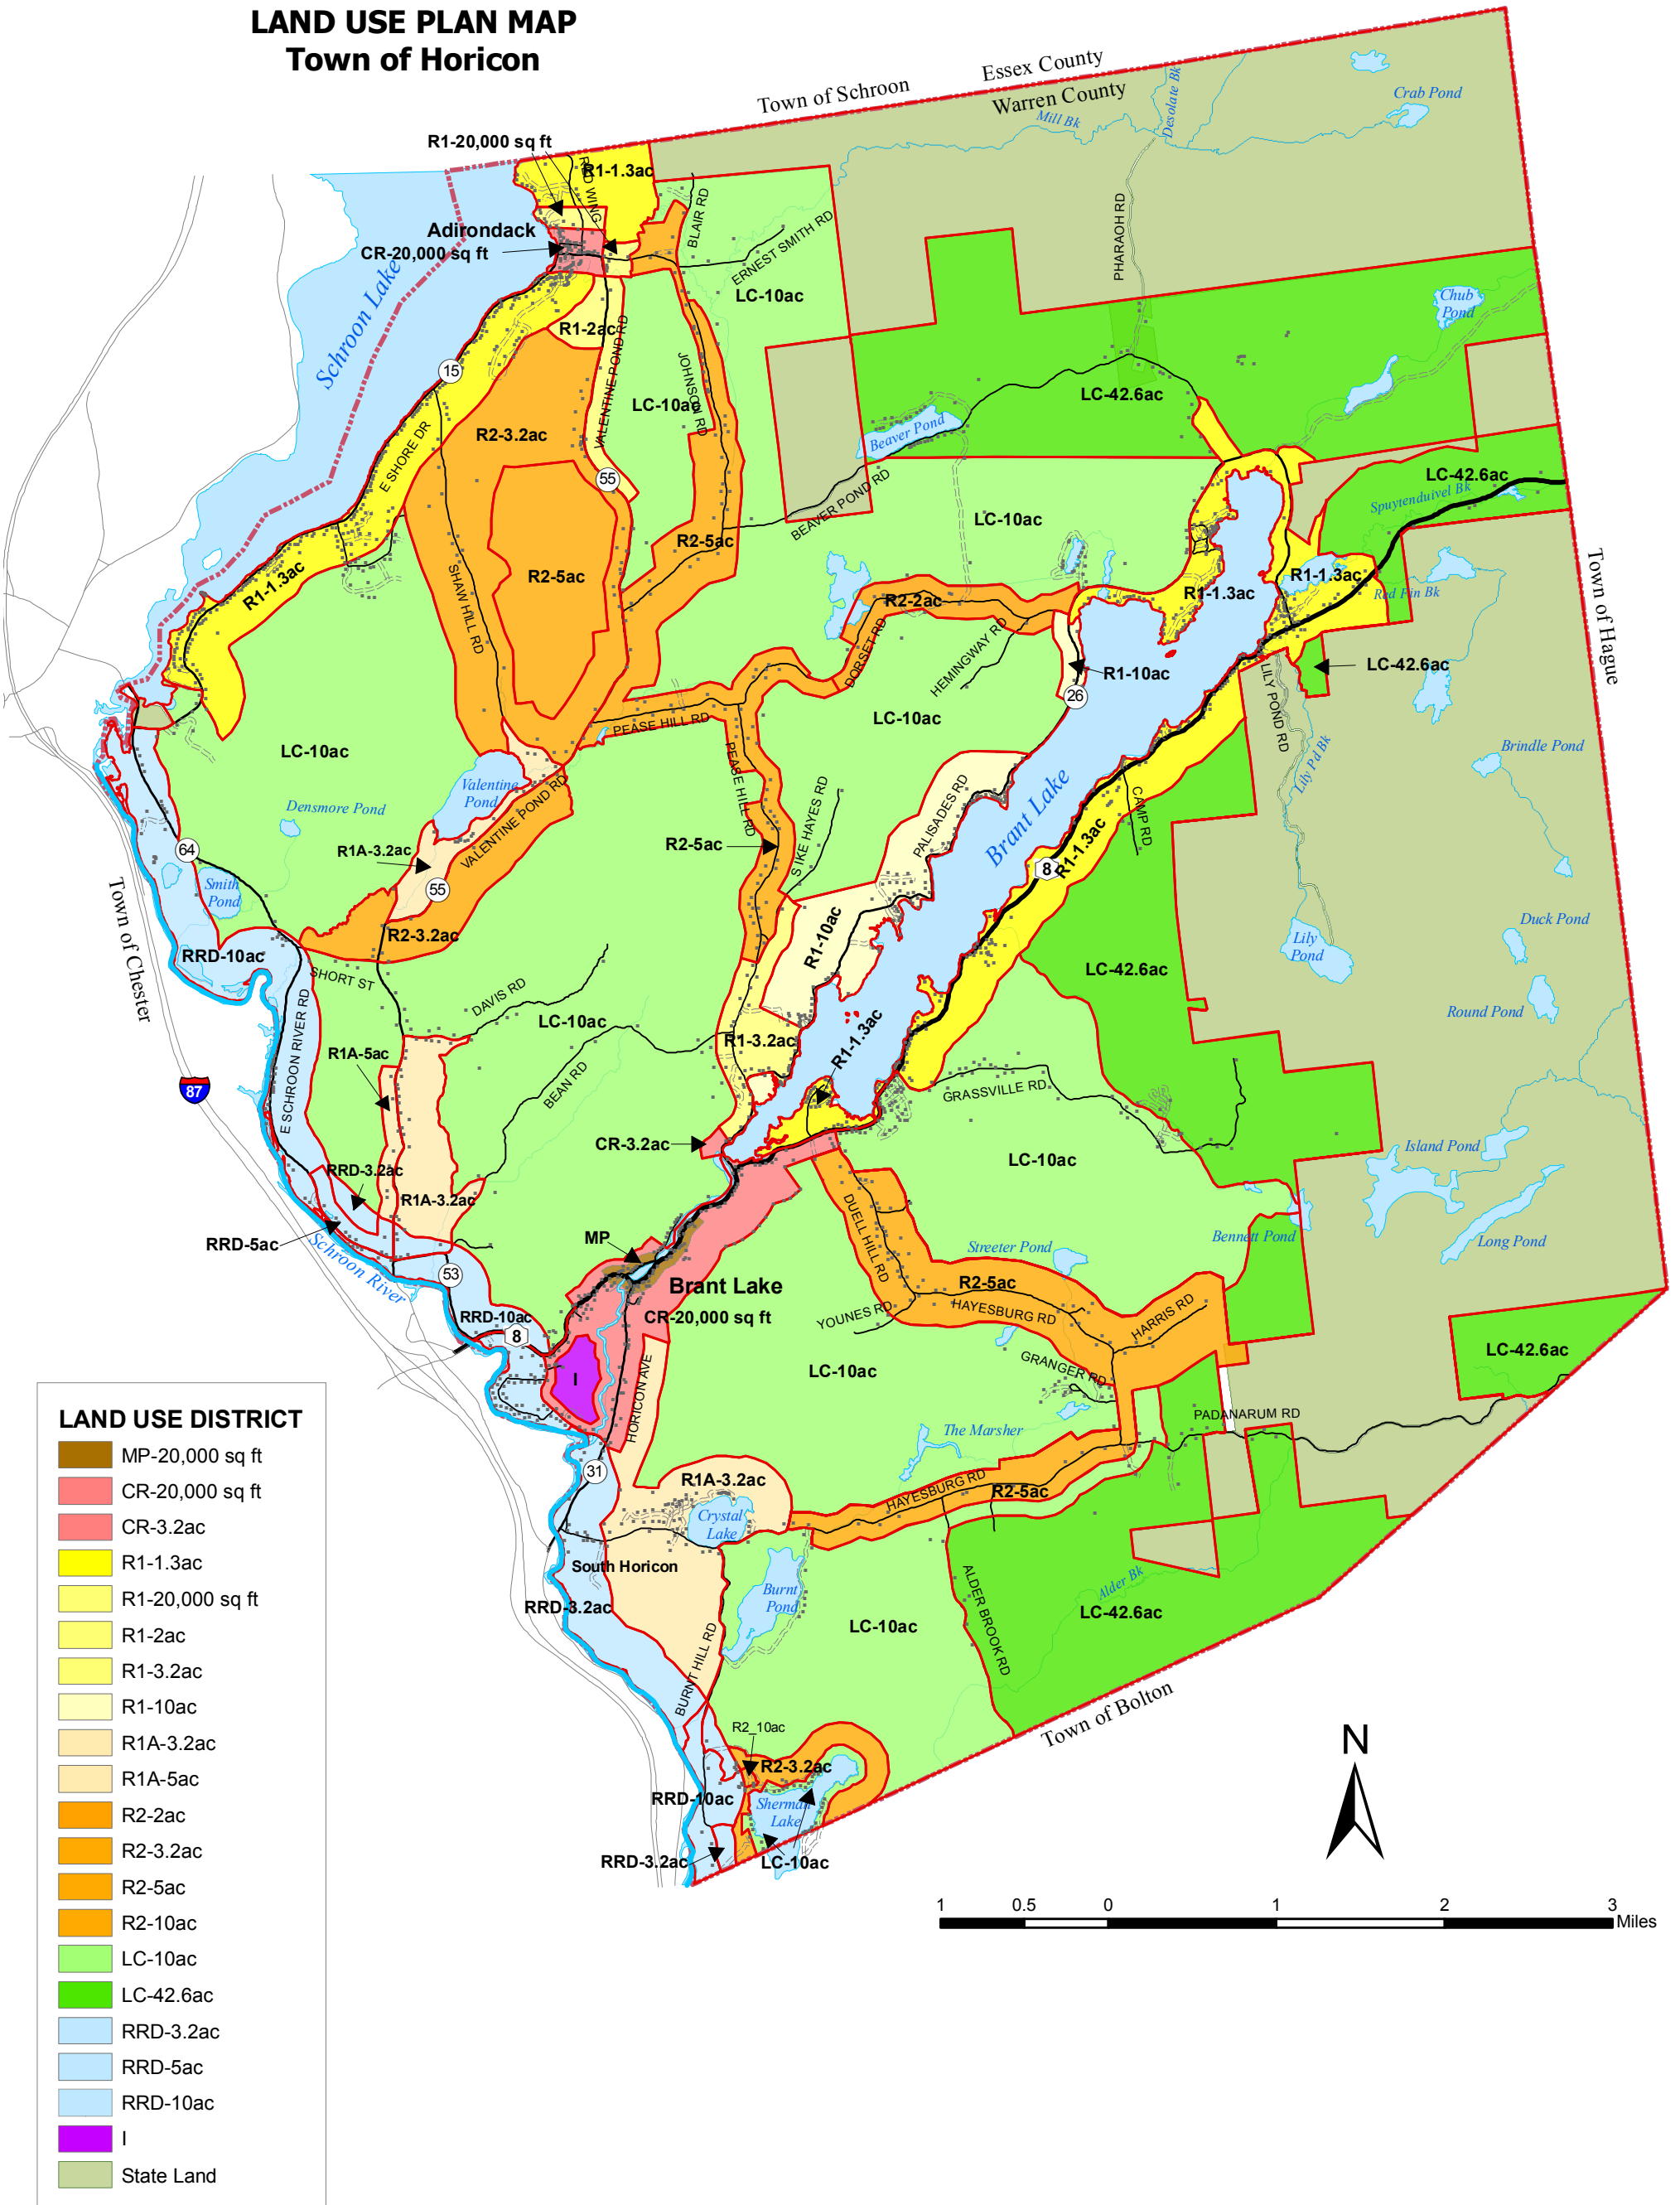 LAND USE PLAN MAP
Town of Horicon
Essex County
Town of Schroon
Warren County
Mill Bk
Desolate Bk
Crab Pond
R1-20,000 sq ft
R1-1.3ac
RED WING
BLAIR RD
PHARAOH RD
Adirondack
CR-20,000 sq ft
ERNEST SMITH RD
LC-10ac
Schroon Lake
Chub
Pond
R1-2ac
VALENTINE POND RD
JOHNSON RD
15
LC-10ac
LC-42.6ac
E SHORE DR
R2-3.2ac
Beaver Pond
55
LC-42.6ac
Spuytenduivel Bk
BEAVER POND RD
LC-10ac
R2-5ac
R2-5ac
Town of Hague
R1-1.3ac
SHAW HILL RD
R2-2ac
R1-1.3ac
R1-1.3ac
Red Fin Bk
DORSET RD
HEMINGWAY RD
R1-10ac
LC-42.6ac
26
LILY POND RD
LC-10ac
PEASE HILL RD
LC-10ac
Brindle Pond
Lily Pd Bk
PEASE HILL RD
Valentine
Pond
Densmore Pond
VALENTINE POND RD
S IKE HAYES RD
PALISADES RD
Brant Lake
CAMP RD
R1-1.3ac
64
R1A-3.2ac
R2-5ac
8
55
Smith
Pond
Town of Chester
R2-3.2ac
R1-10ac
Duck Pond
Lily
Pond
RRD-10ac
LC-42.6ac
SHORT ST
DAVIS RD
E SCHROON RIVER RD
LC-10ac
Round Pond
R1-1.3ac
R1-3.2ac
R1A-5ac
BEAN RD
87
GRASSVILLE RD
CR-3.2ac
Island Pond
LC-10ac
RRD-3.2ac
R1A-3.2ac
DUELL HILL RD
RRD-5ac
Schroon River
MP
Streeter Pond
Bennett Pond
Long Pond
53
Brant Lake
R2-5ac
CR-20,000 sq ft
YOUNES RD
HAYESBURG RD
HARRIS RD
RRD-10ac
8
LC-42.6ac
GRANGER RD
LC-10ac
I
HORICON AVE
PADANARUM RD
The Marsher
31
R1A-3.2ac
HAYESBURG RD
R2-5ac
Crystal
Lake
South Horicon
Burnt
Pond
ALDER BROOK RD
Alder Bk
RRD-3.2ac
LC-42.6ac
LC-10ac
BURNT HILL RD
Town of Bolton
R2_10ac
R2-3.2ac
RRD-10ac
Sherman
Lake
RRD-3.2ac
LC-10ac
N
1
0.5
0
1
2
3
Miles
LAND USE DISTRICT
MP-20,000 sq ft
CR-20,000 sq ft
CR-3.2ac
R1-1.3ac
R1-20,000 sq ft
R1-2ac
R1-3.2ac
R1-10ac
R1A-3.2ac
R1A-5ac
R2-2ac
R2-3.2ac
R2-5ac
R2-10ac
LC-10ac
LC-42.6ac
RRD-3.2ac
RRD-5ac
RRD-10ac
I
State Land